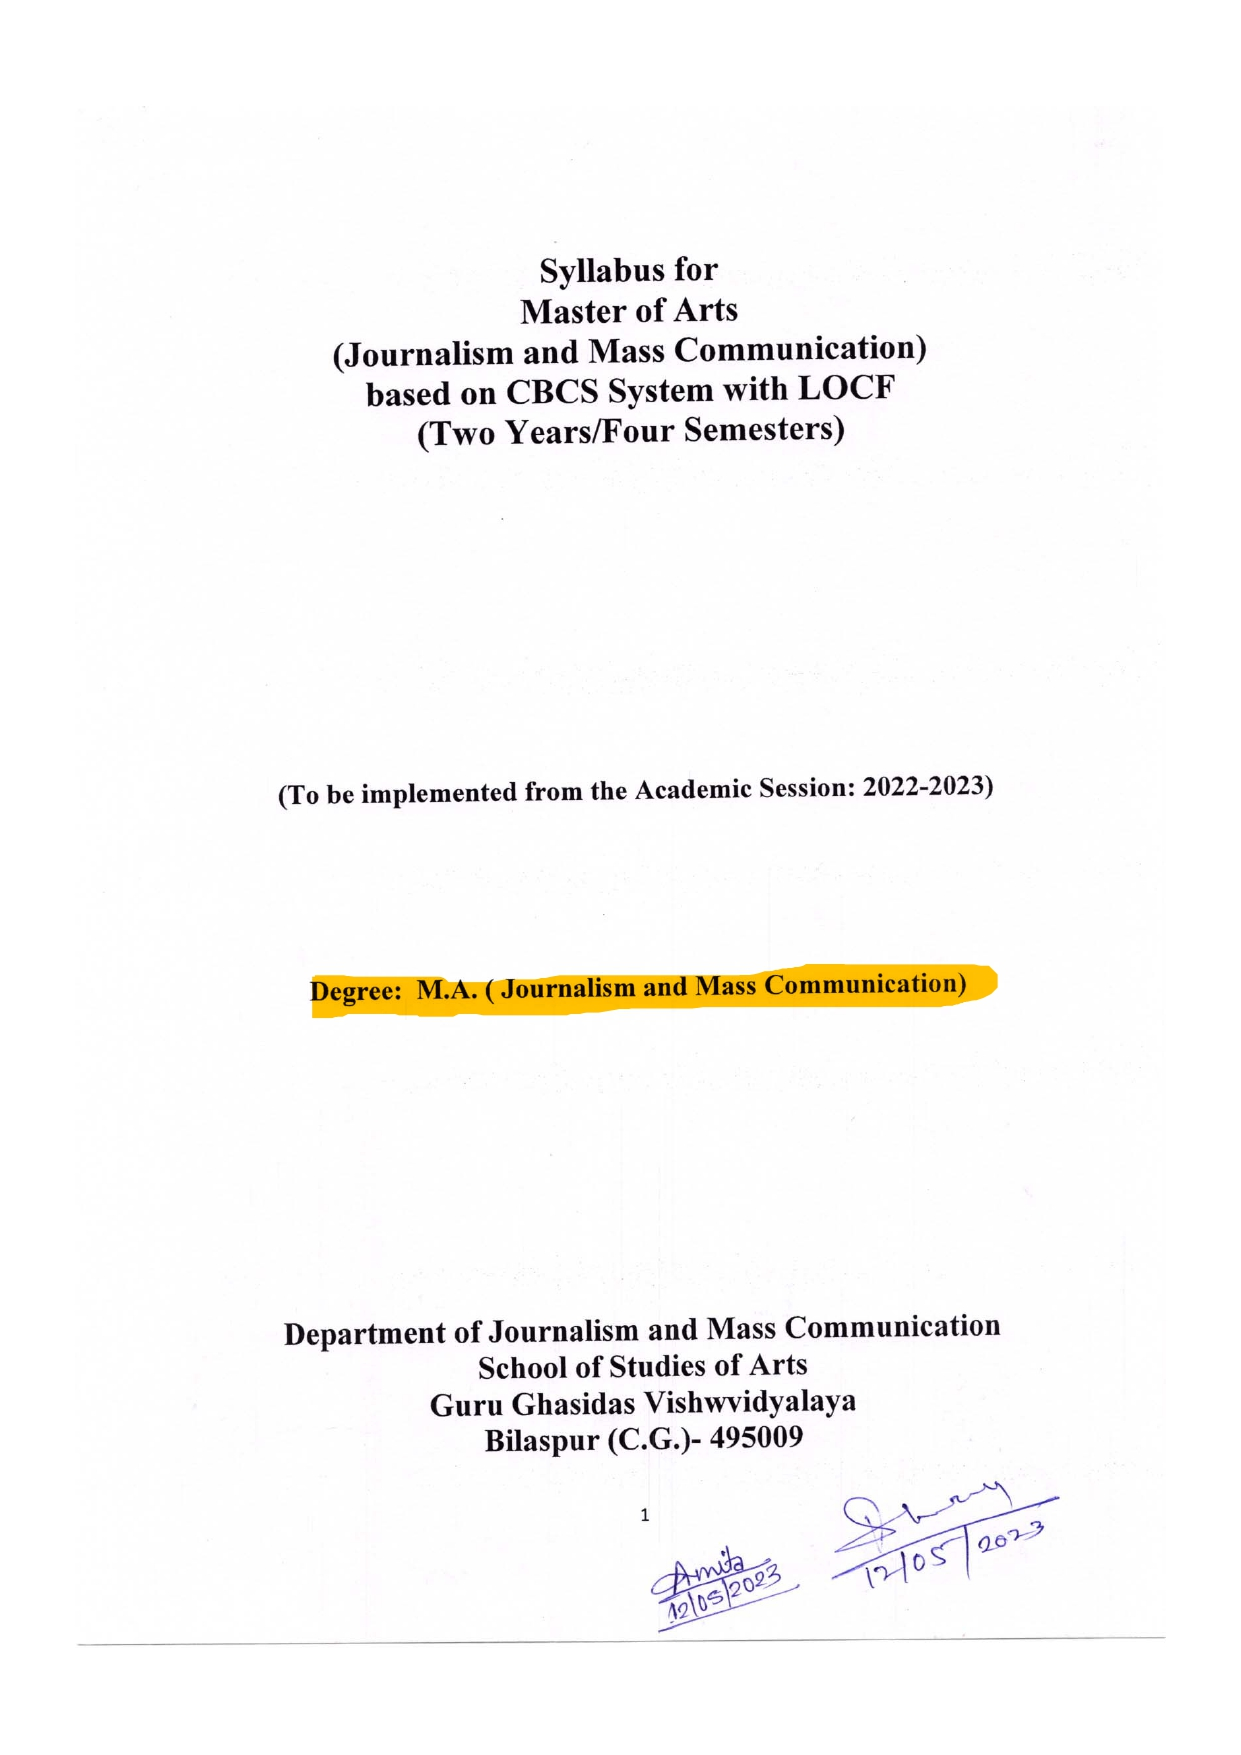 Syllabus for
Master of Arts
(Journalism and Mass Communication)
based on CBCS System with LOCF
(Two Years/Four Semesters)
(To be implemented from the Academic Session: 2022-2023)
Degree: M.A. ( Journalism and Mass Communication)
Department of Journalism and Mass Communication
School of Studies of Arts
Guru Ghasidas Vishwvidyalaya
Bilaspur (C.G.)- 495009
1
Amita
12/05/2023
12/05/2023